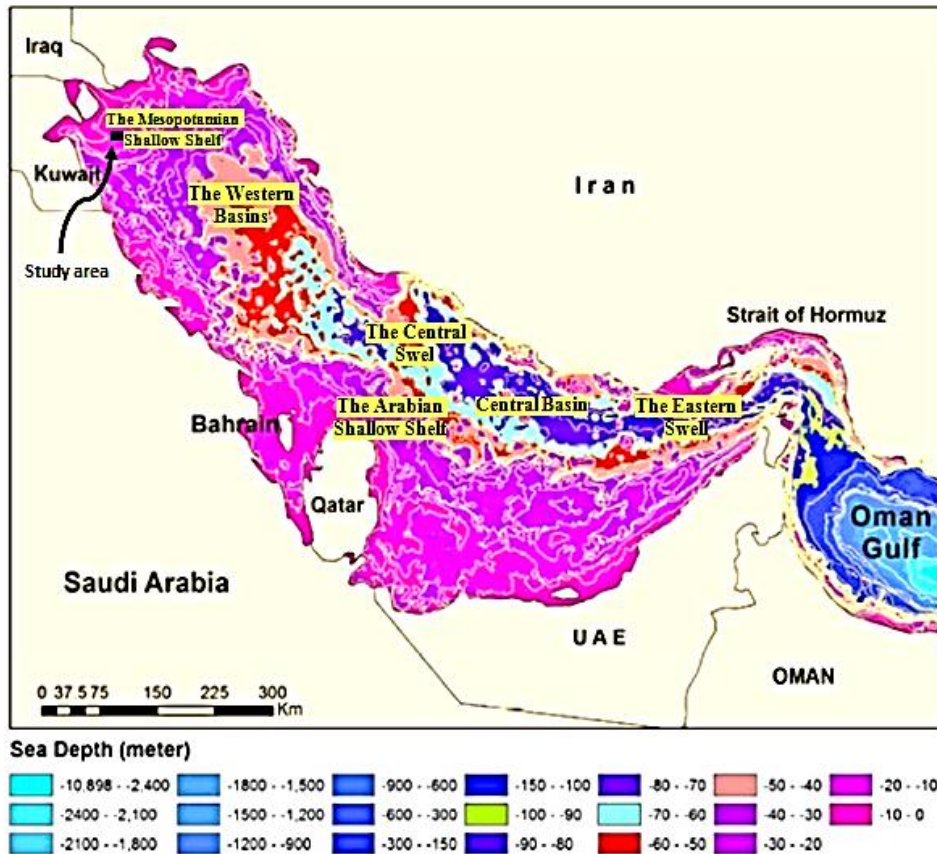 Iraq
The Mesopotamian
Shallow Shelf
Kuwait
The Western
Basins
Iran
Study area
Strait of Hormuz
The Central
Swel
Central Basin
The Eastern
Swell
The Arabian
Shallow Shelf
Bahrain
Qatar
Oman
Gulf
Saudi Arabia
UAE
OMAN
0 37 5 75 150 225 300
Km
Sea Depth (meter)
-10,898 - -2,400 -1800 - -1,500 -900 - -600 -150 - -100 -80 - -70 -50 - -40 -20 - -10
-2400 - -2,100 -1500 - -1,200 -600 - -300 -100 - -90 -70 - -60 -40 - -30 -10 - 0
-2100 - -1,800 -1200 - -900 -300 - -150 -90 - -80 -60 - -50 -30 - -20